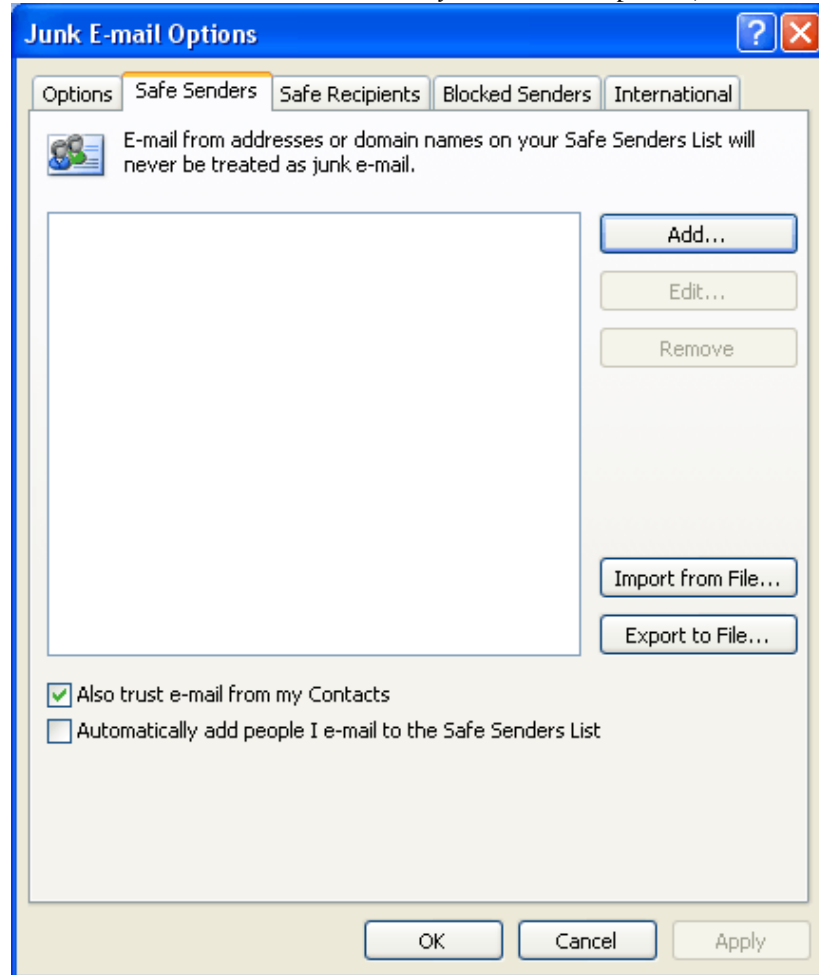 Junk E-mail Options
Options Safe Senders Safe Recipients Blocked Senders International
E-mail from addresses or domain names on your Safe Senders List will
never be treated as junk e-mail.
Add...
Edit...
Remove
Import from File...
Export to File...
Also trust e-mail from my Contacts
Automatically add people I e-mail to the Safe Senders List
OK Cancel Apply